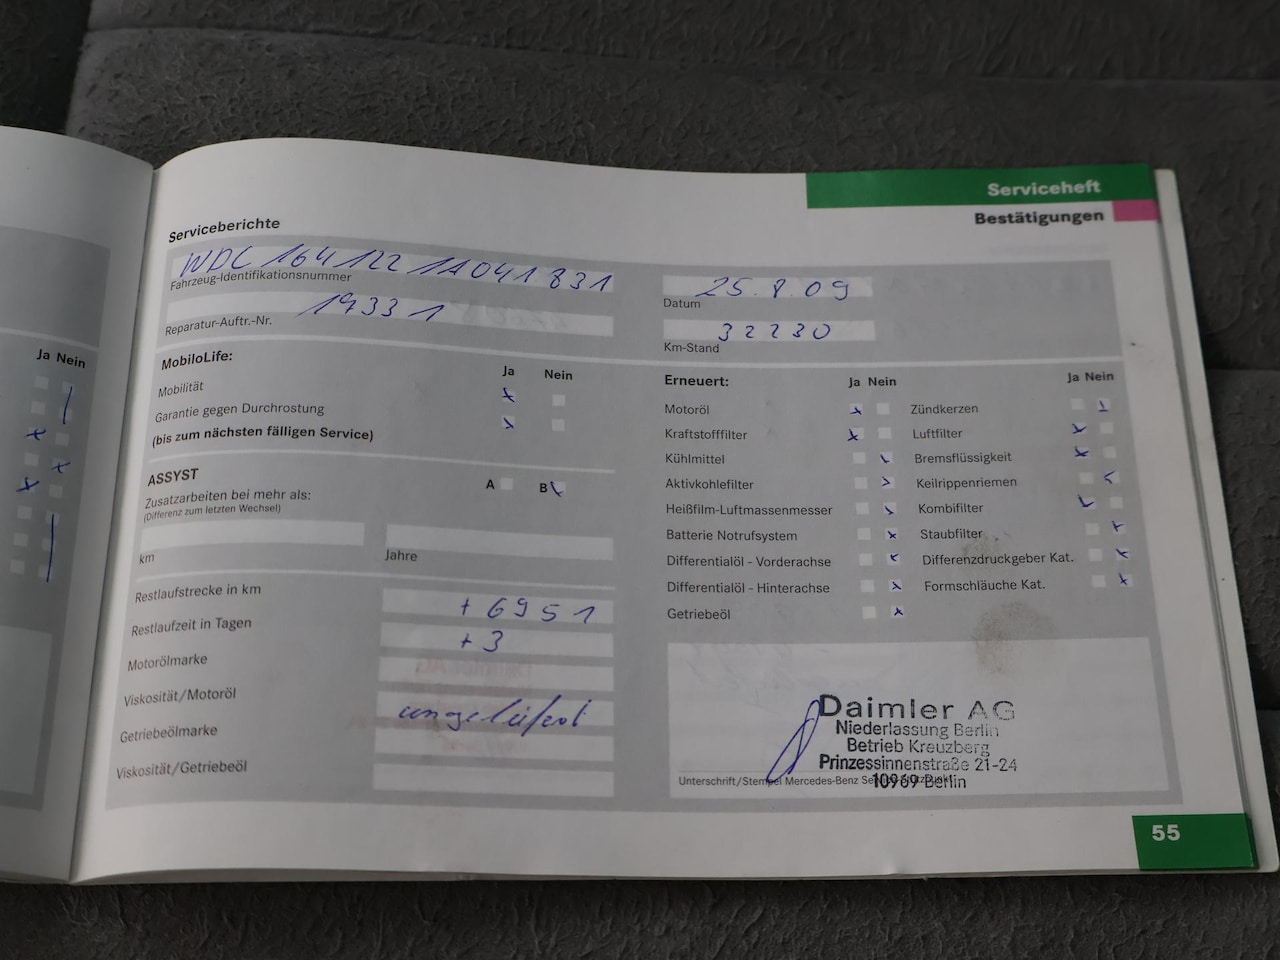 Serviceheft
Bestätigungen
Serviceberichte
WDC 164122 1A041831
Fahrzeug-Identifikationsnummer
25.8.09
Datum
19331
Reparatur-Auftr.-Nr.
32230
Km-Stand
MobiloLife:
Ja Nein
Mobilität
Garantie gegen Durchrostung
(bis zum nächsten fälligen Service)
ASSYST
A B
Zusatzarbeiten bei mehr als:
(Differenz zum letzten Wechsel)
km
Jahre
Restlaufstrecke in km + 6951
Restlaufzeit in Tagen + 3
Motorölmarke
Viskosität/Motoröl
Getriebeölmarke
Viskosität/Getriebeöl
Erneuert: Ja Nein Ja Nein
Motoröl Zündkerzen
Kraftstofffilter Luftfilter
Kühlmittel Bremsflüssigkeit
Aktivkohlefilter Keilrippenriemen
Heißfilm-Luftmassenmesser Kombifilter
Batterie Notrufsystem Staubfilter
Differentialöl - Vorderachse Differenzdruckgeber Kat.
Differentialöl - Hinterachse Formschläuche Kat.
Getriebeöl
Daimler AG
Niederlassung Berlin
Betrieb Kreuzberg
Prinzessinnenstraße 21-24
10969 Berlin
Unterschrift/Stempel Mercedes-Benz
55
Ja Nein